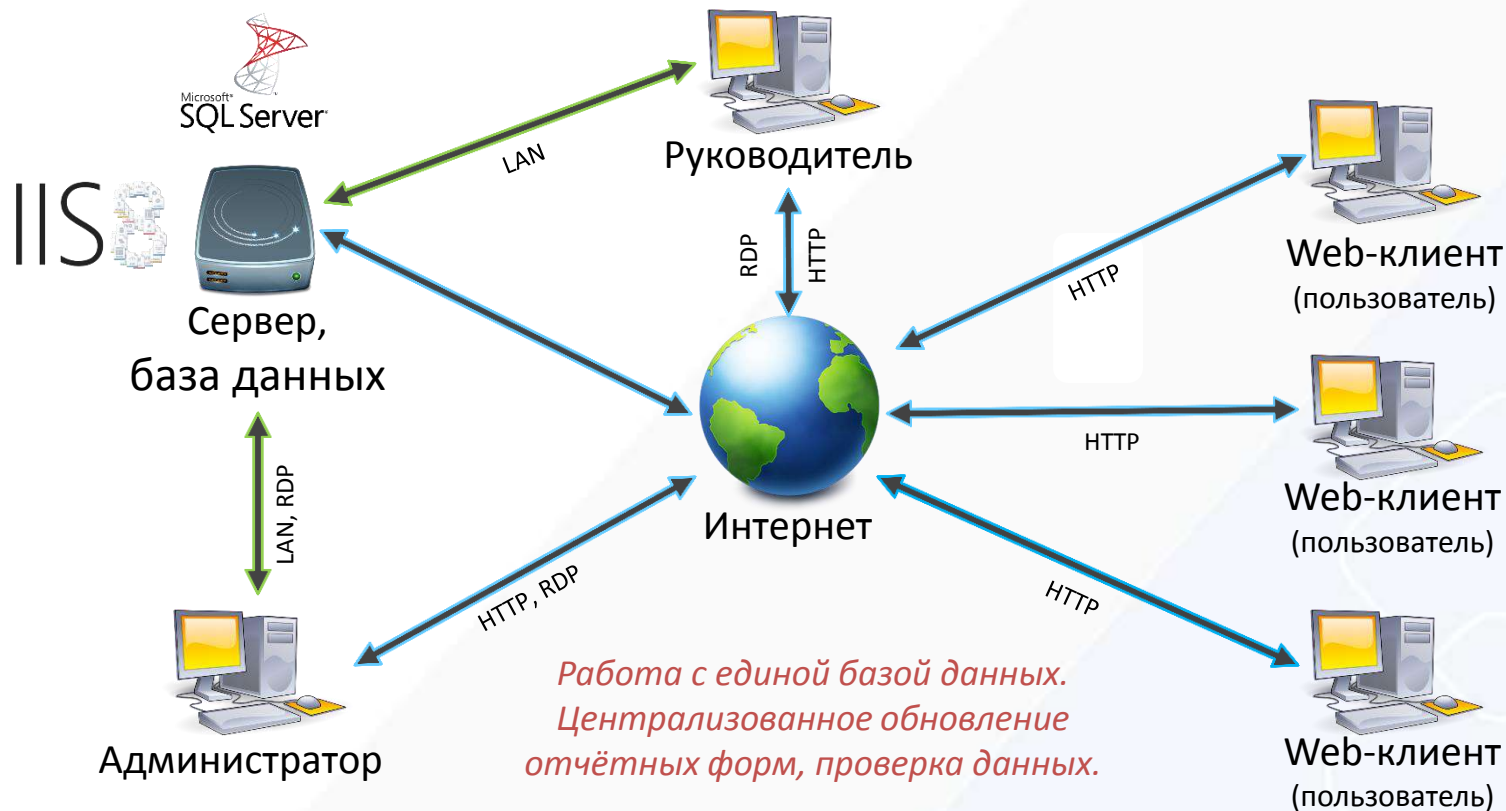 Microsoft®
SQL Server®
IIS8
Сервер,
база данных
LAN
Руководитель
RDP
HTTP
HTTP
Web-клиент
(пользователь)
HTTP
Web-клиент
(пользователь)
Интернет
LAN, RDP
HTTP, RDP
HTTP
Администратор
Работа с единой базой данных.
Централизованное обновление
отчётных форм, проверка данных.
Web-клиент
(пользователь)